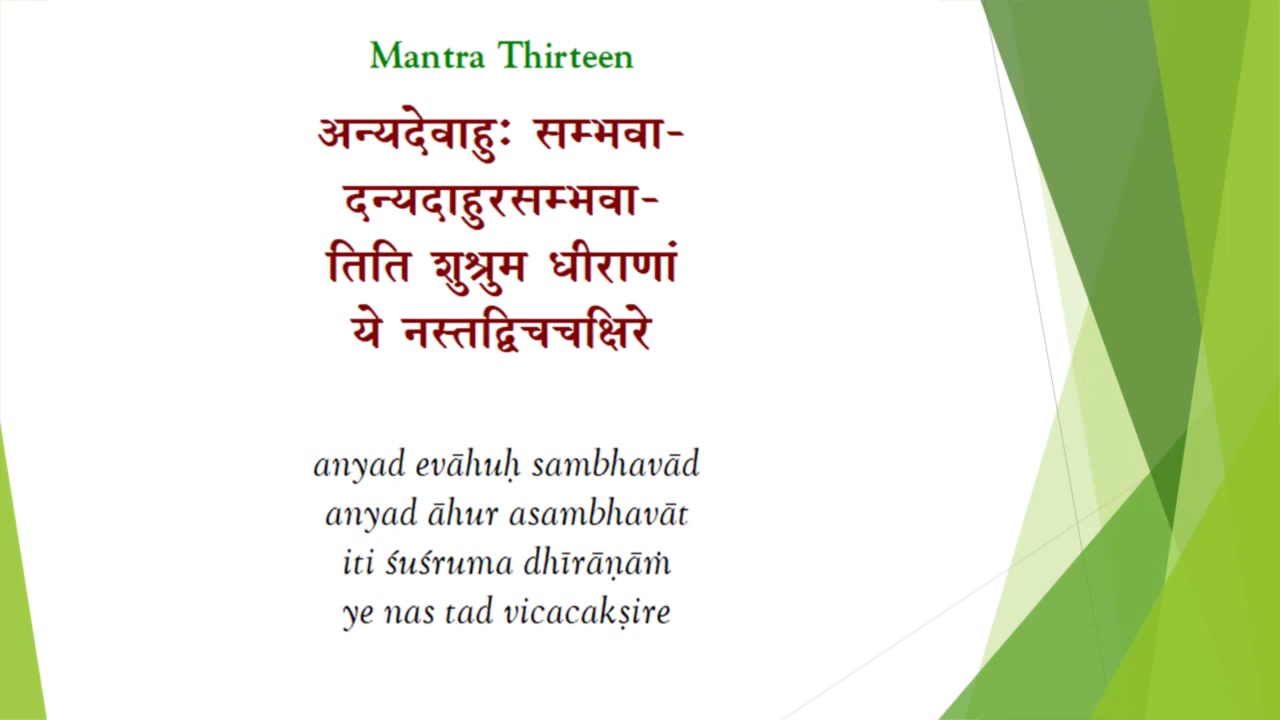 Mantra Thirteen
अन्यदेवाहुः सम्भवा-
दन्यदाहुरसम्भवा-
तिति शुश्रुम धीराणां
ये नस्तद्विचचक्षिरे
anyad evāhuḥ sambhavād
anyad āhur asambhavāt
iti śuśruma dhīrāṇāṁ
ye nas tad vicacakṣire